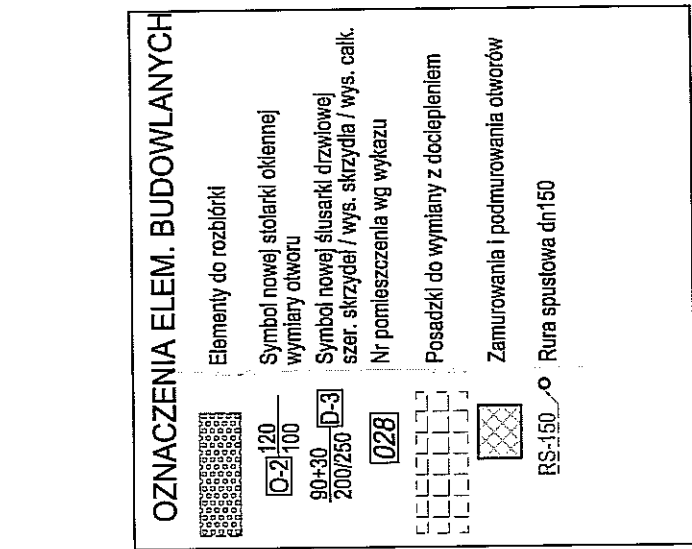 OZNACZENIA ELEM. BUDOWLANYCH
Elementy do rozbiórki
O-2 120
100
Symbol nowej stolarki okiennej
wymiary otworu
90+30 D-3
200/250
Symbol nowej ślusarki drzwiowej
szer. skrzydeł / wys. skrzydła / wys. całk.
028 Nr pomieszczenia wg wykazu
Posadzki do wymiany z dociepleniem
Zamurowania i podmurowania otworów
RS-150 Rura spustowa dn150